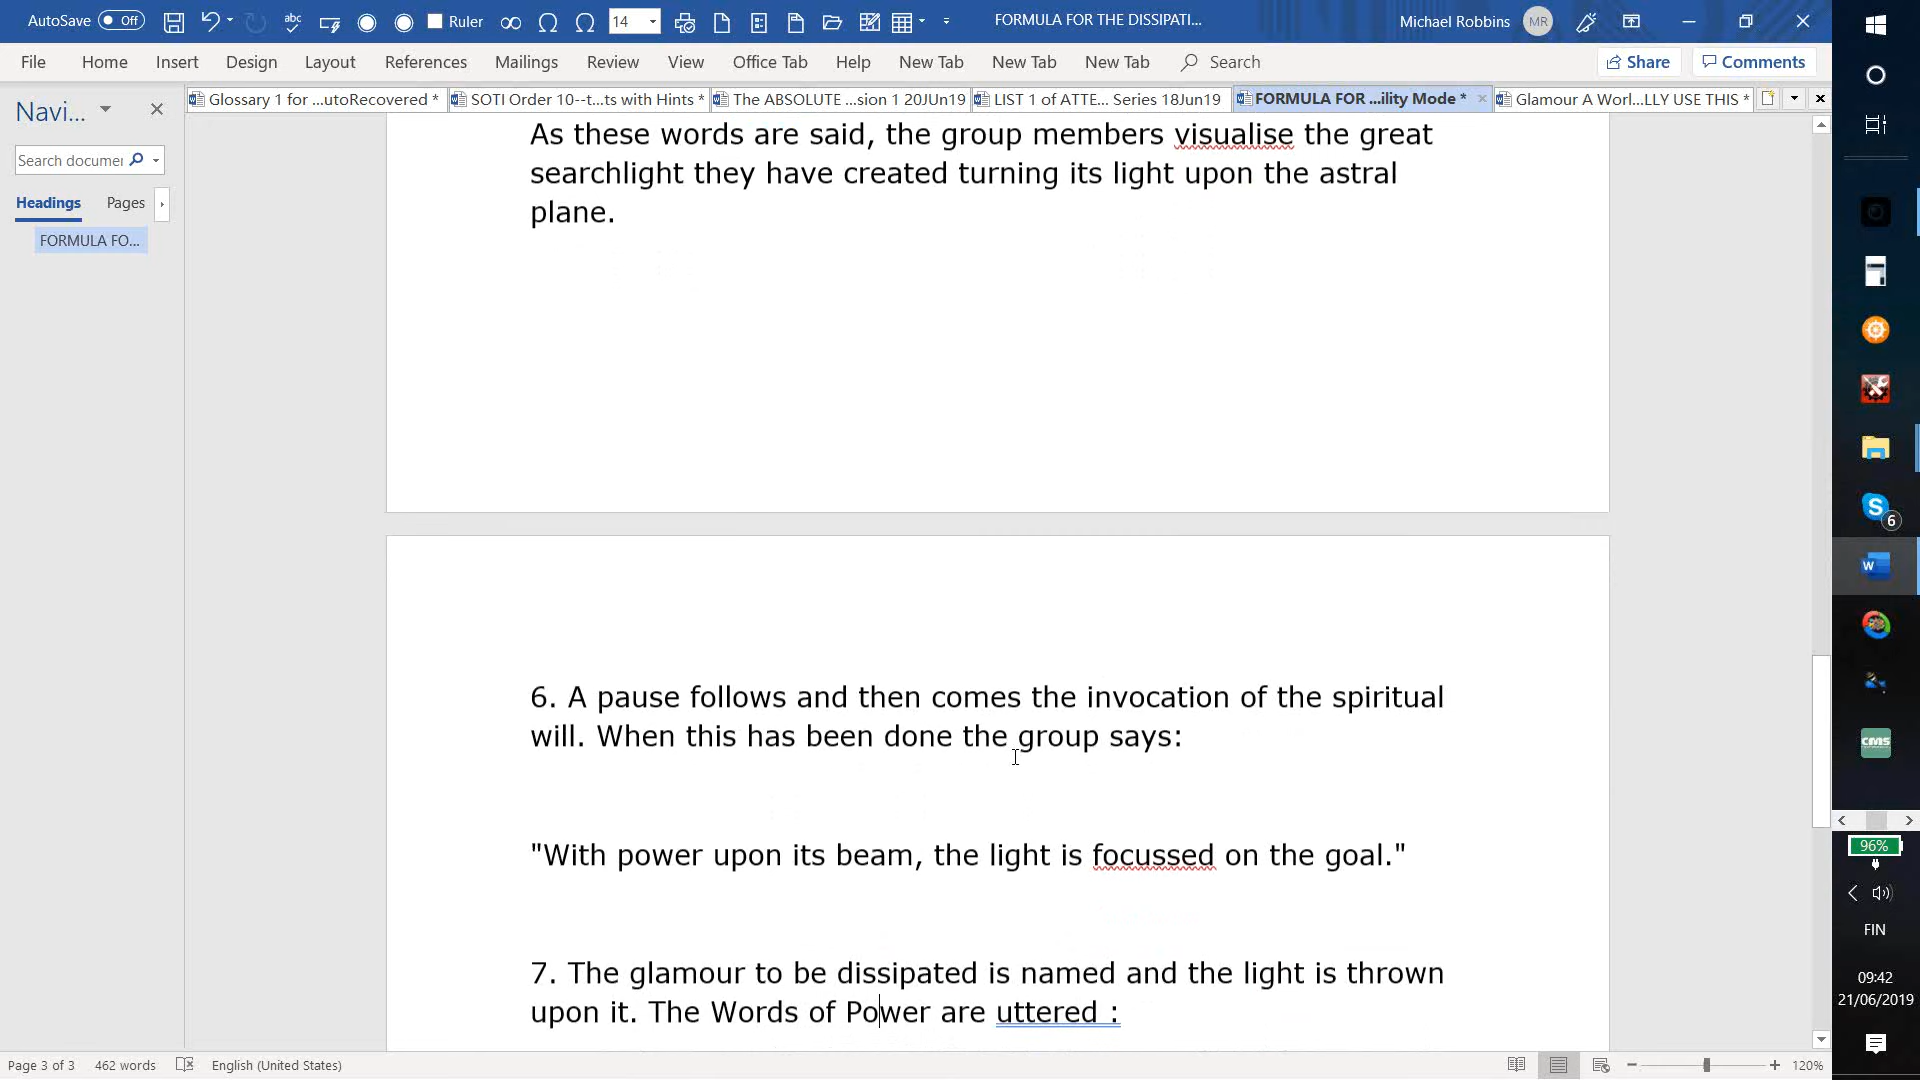 AutoSave Off
abc
Ruler
14
FORMULA FOR THE DISSIPATI...
Michael Robbins
MR
File Home Insert Design Layout References Mailings Review View Office Tab Help New Tab New Tab New Tab Search
Share Comments
Glossary 1 for ...utoRecovered *
SOTI Order 10--t...ts with Hints *
The ABSOLUTE ...sion 1 20JUn19
LIST 1 of ATTE... Series 18Jun19
FORMULA FOR ...ility Mode *
Glamour A Worl...LLY USE THIS *
Navi...
Search documer
Headings Pages
FORMULA FO...
As these words are said, the group members visualise the great
searchlight they have created turning its light upon the astral
plane.
6. A pause follows and then comes the invocation of the spiritual
will. When this has been done the group says:
"With power upon its beam, the light is focussed on the goal."
7. The glamour to be dissipated is named and the light is thrown
upon it. The Words of Power are uttered :
Page 3 of 3 462 words English (United States)
120%
6
CMS
96%
FIN
09:42
21/06/2019